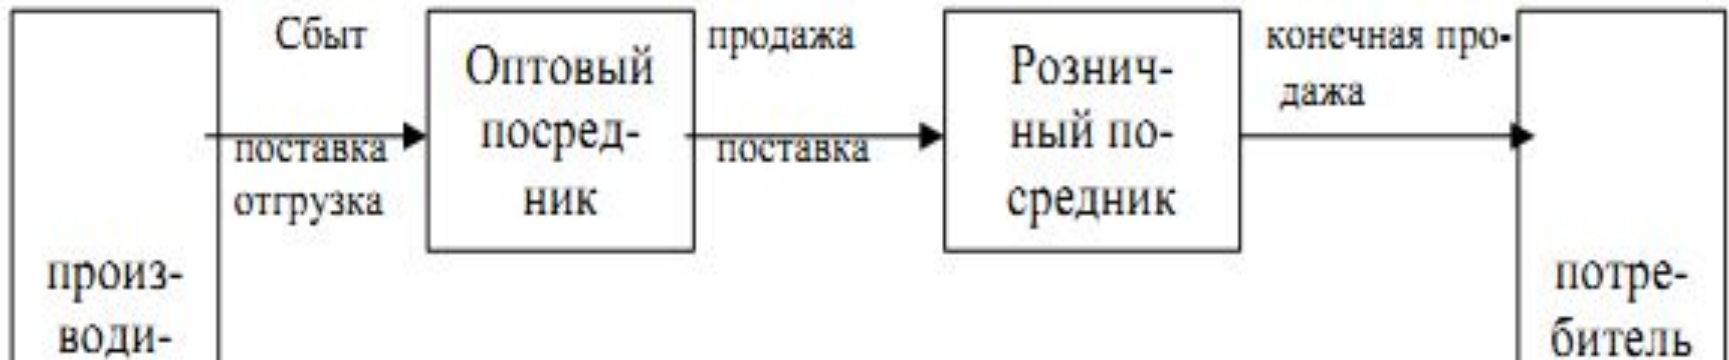 Сбыт
поставка
отгрузка
Оптовый
посред-
ник
продажа
поставка
Рознич-
ный по-
средник
конечная про-
дажа
произ-
води-
потре-
битель